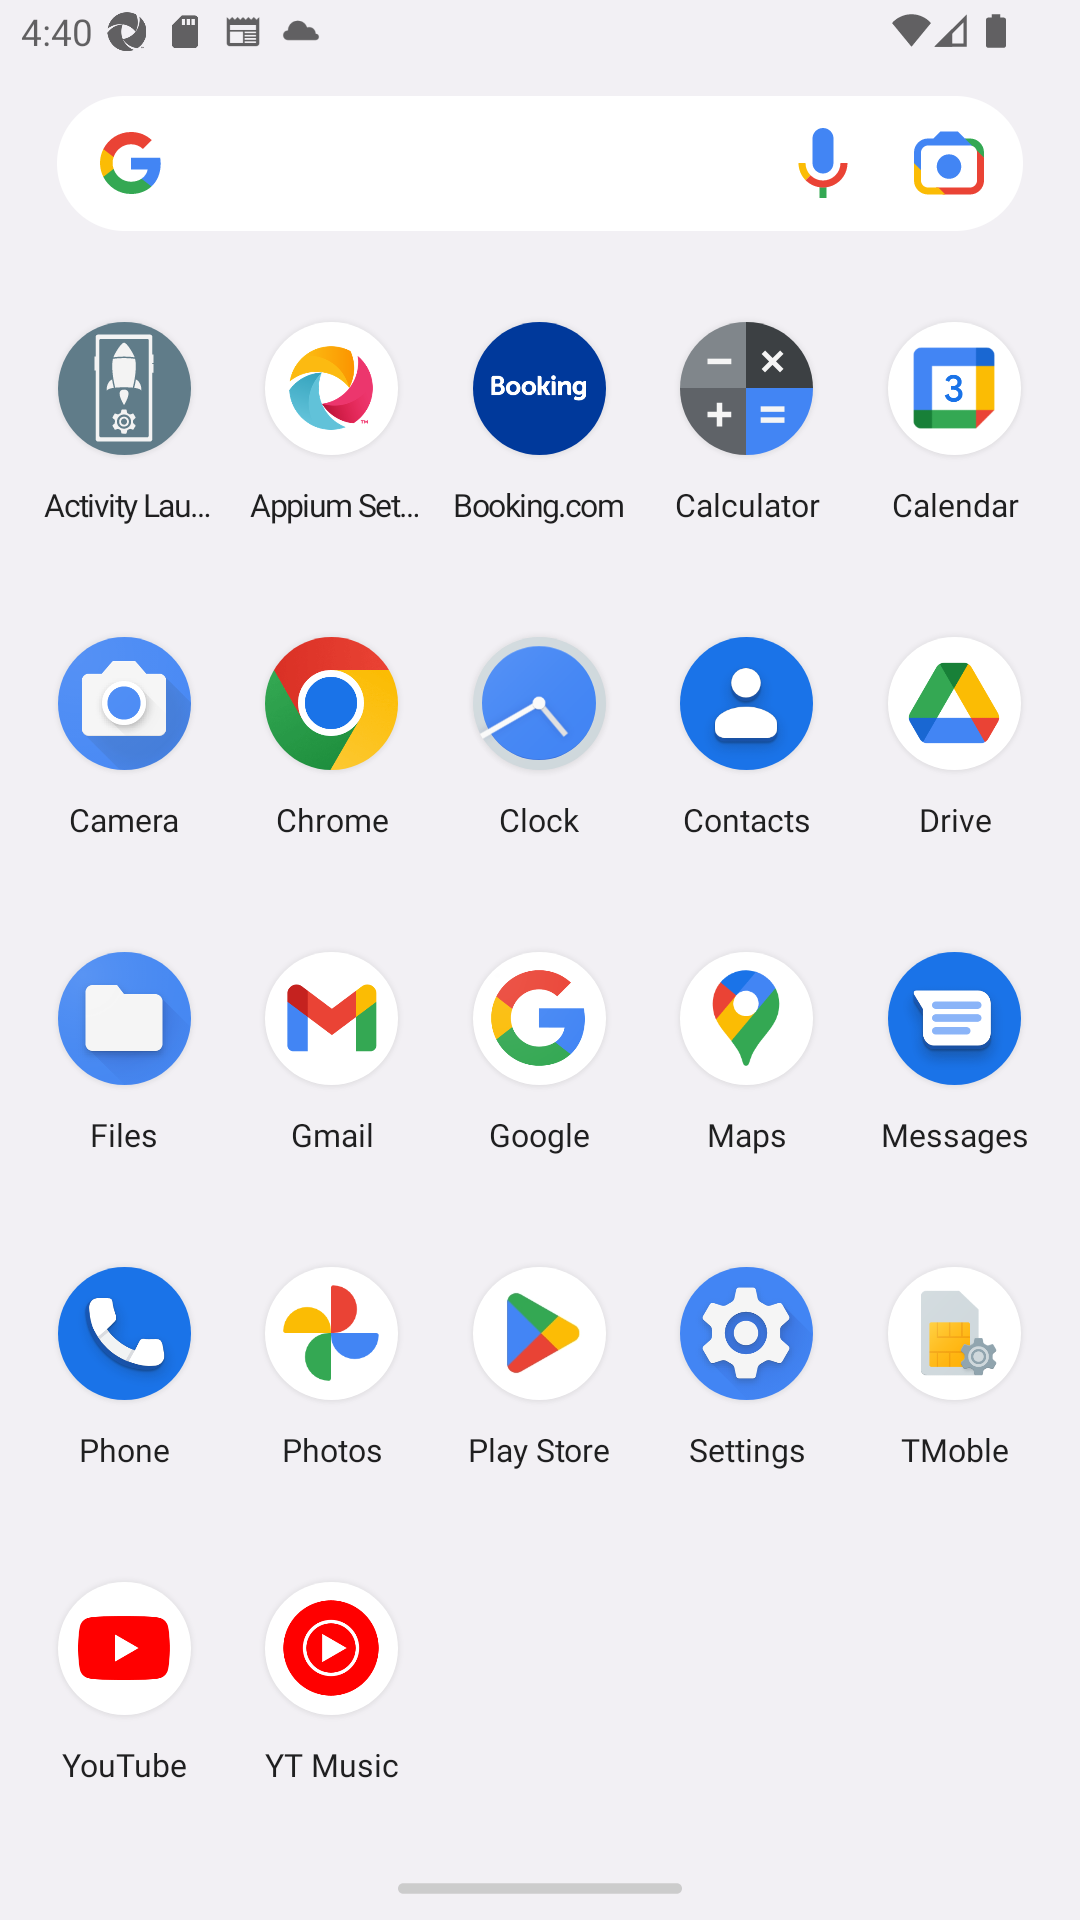 4:40
Booking
3
Activity Lau...
Appium Set...
Booking.com
Calculator
Calendar
Camera
Chrome
Clock
Contacts
Drive
Files
Gmail
Google
Maps
Messages
Phone
Photos
Play Store
Settings
TMoble
YouTube
YT Music